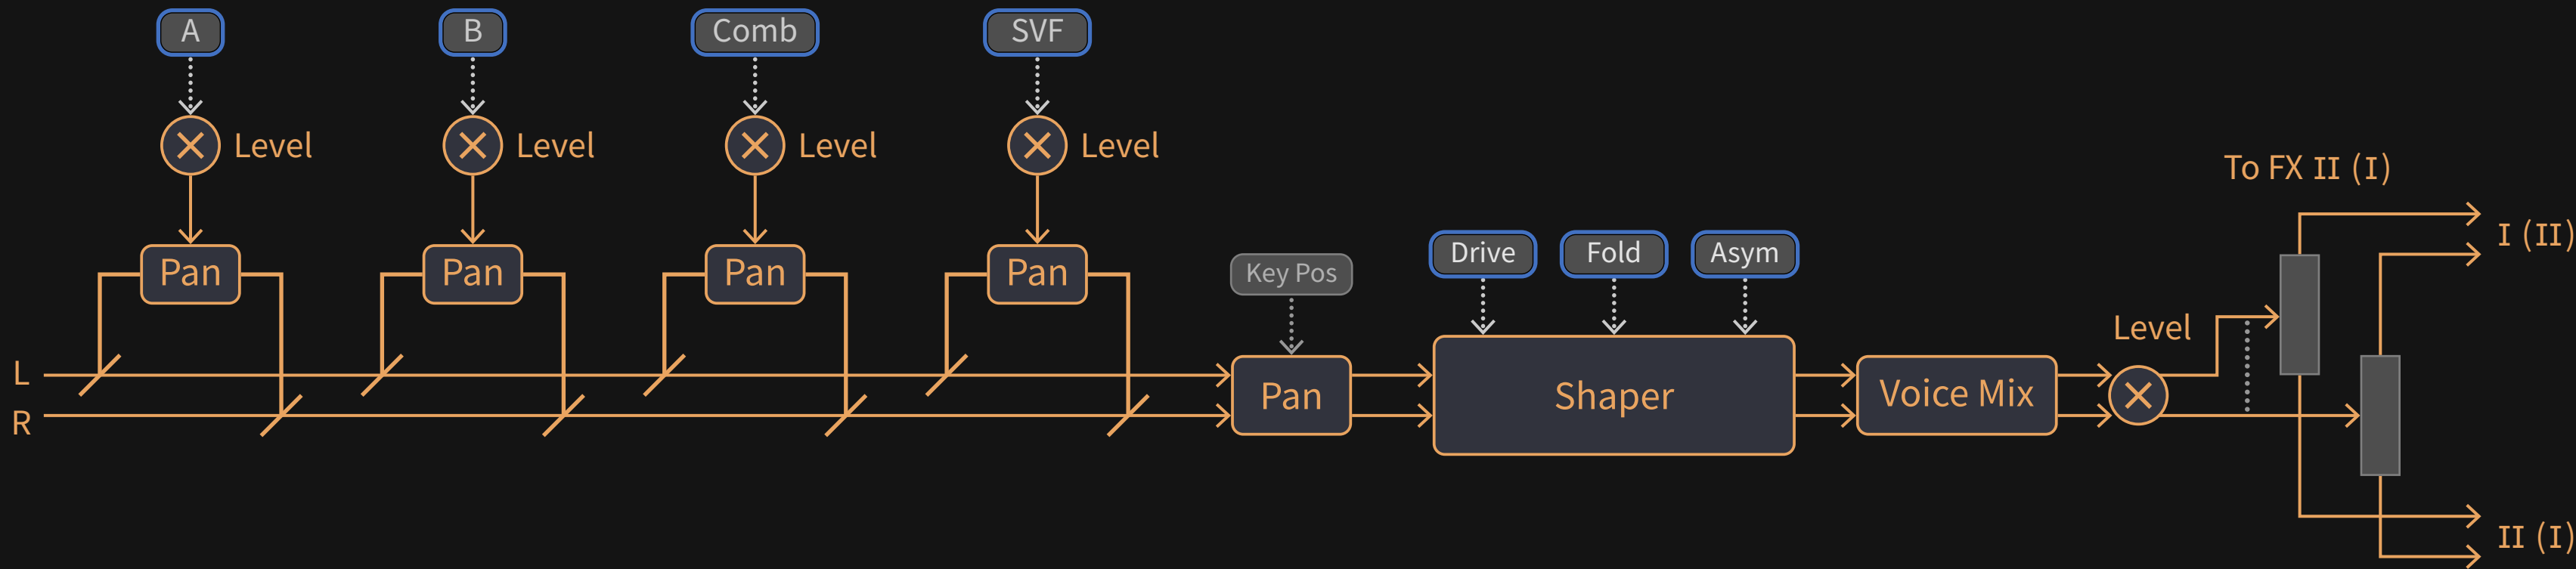 A B Comb SVF
Level Level Level Level
To FX II (I)
I (II)
Pan Pan Pan Pan
Key Pos
Drive Fold Asym
Level
L
R
Pan
Shaper
Voice Mix
II (I)